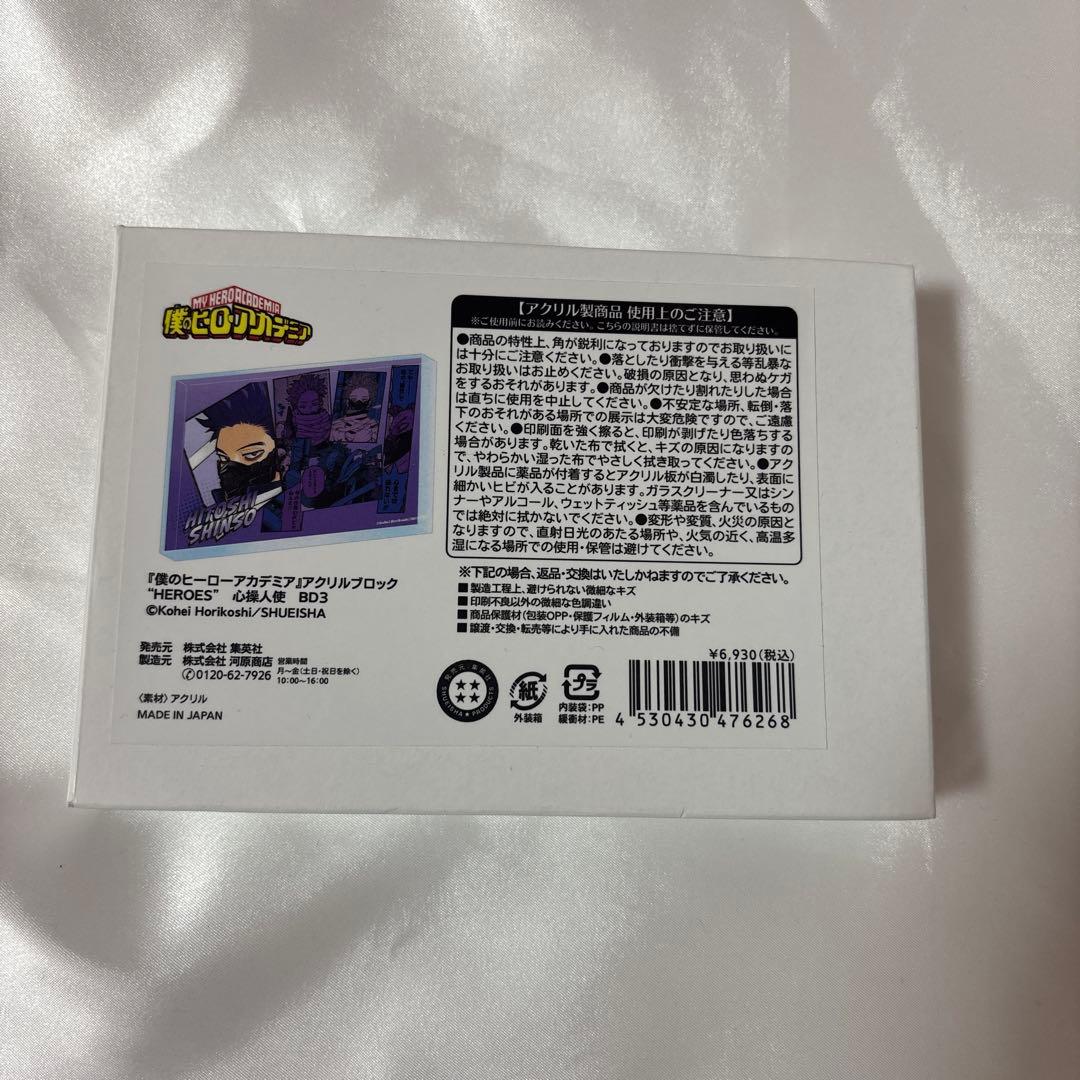 MY HERO ACADEMIA
僕のヒーローアカデミア
HITOSHI
SHINSO
『僕のヒーローアカデミア』アクリルブロック
“HEROES” 心操人使 BD3
©Kohei Horikoshi/SHUEISHA
発売元 株式会社 集英社
製造元 株式会社 河原商店
0120-62-7926
営業時間
月～金(土日・祝日を除く)
10:00～16:00
〈素材〉アクリル
MADE IN JAPAN
【アクリル製商品 使用上のご注意】
※ご使用前にお読みください。こちらの説明書は捨てずに保管してください。
●商品の特性上、角が鋭利になっておりますのでお取り扱いに
は十分にご注意ください。●落としたり衝撃を与える等乱暴な
お取り扱いはお止めください。破損の原因となり、思わぬケガ
をするおそれがあります。●商品が欠けたり割れたりした場合
は直ちに使用を中止してください。●不安定な場所、転倒・落
下のおそれがある場所での展示は大変危険ですので、ご遠慮
ください。●印刷面を強く擦ると、印刷が剥げたり色落ちする
場合があります。乾いた布で拭くと、キズの原因になりますの
で、やわらかい湿った布でやさしく拭き取ってください。●アク
リル製品に薬品が付着するとアクリル板が白濁したり、表面に
細かいヒビが入ることがあります。ガラスクリーナー又はシン
ナーやアルコール、ウェットティッシュ等薬品を含んでいるもの
では絶対に拭かないでください。●変形や変質、火災の原因と
なりますので、直射日光のあたる場所や、火気の近く、高温多
湿になる場所での使用・保管は避けてください。
※下記の場合、返品・交換はいたしかねますのでご了承ください。
■製造工程上、避けられない微細なキズ
■印刷不良以外の微細な色調違い
■商品保護材(包装OPP・保護フィルム・外装箱等)のキズ
■譲渡・交換・転売等により手に入れた商品の不備
¥6,930(税込)
発売元・集英社
SHUEISHA PRODUCTS
紙
外装箱
プラ
内装袋:PP
緩衝材:PE
4 530430 476268